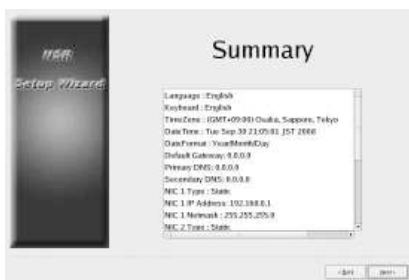 NSR
Setup Wizard
Summary
Language : English
Keyboard : English
TimeZone : (GMT+09:00) Osaka, Sapporo, Tokyo
Date Time : Tue Sep 30 21:05:01 JST 2008
DateFormat : Year/Month/Day
Default Gateway: 0.0.0.0
Primary DNS: 0.0.0.0
Secondary DNS: 0.0.0.0
NIC 1 Type : Static
NIC 1 IP Address: 192.168.0.1
NIC 1 Netmask : 255.255.255.0
NIC 2 Type : Static